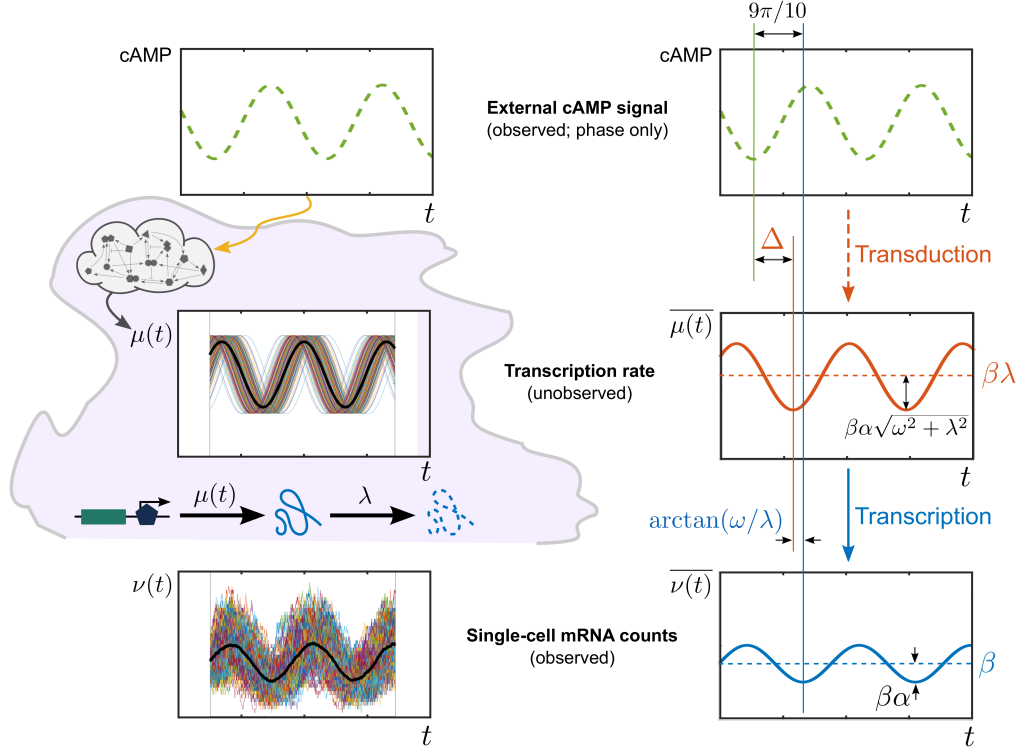 9π/10
cAMP
cAMP
External cAMP signal
(observed; phase only)
t
t
Δ
Transduction
μ(t)
μ(t)
Transcription rate
(unobserved)
βλ
βα√ω² + λ²
t
t
μ(t)
λ
arctan(ω/λ)
Transcription
ν(t)
ν(t)
Single-cell mRNA counts
(observed)
β
βα
t
t